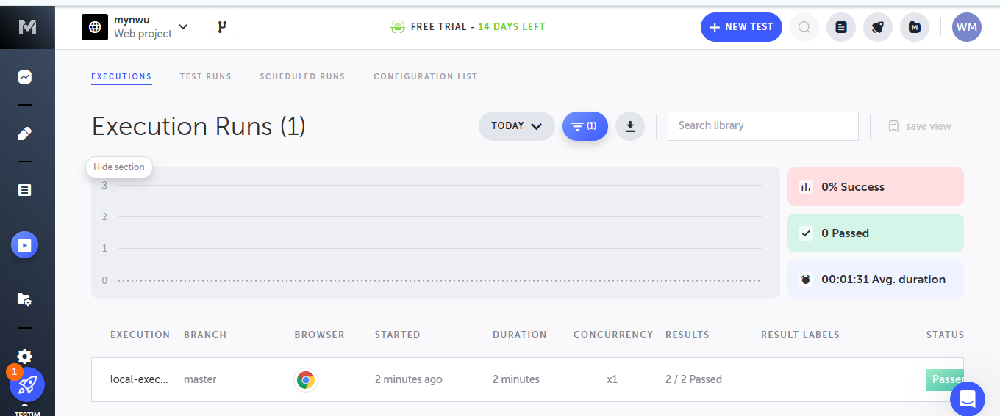 mynwu
Web project
FREE TRIAL - 14 DAYS LEFT
NEW TEST
WM
EXECUTIONS TEST RUNS SCHEDULED RUNS CONFIGURATION LIST
Execution Runs (1)
TODAY
(1)
Search library
save view
Hide section
3
2
1
0
0% Success
0 Passed
00:01:31 Avg. duration
EXECUTION BRANCH BROWSER STARTED DURATION CONCURRENCY RESULTS RESULT LABELS STATUS
local-exec... master 2 minutes ago 2 minutes x1 2 / 2 Passed Passed
1
TESTIM